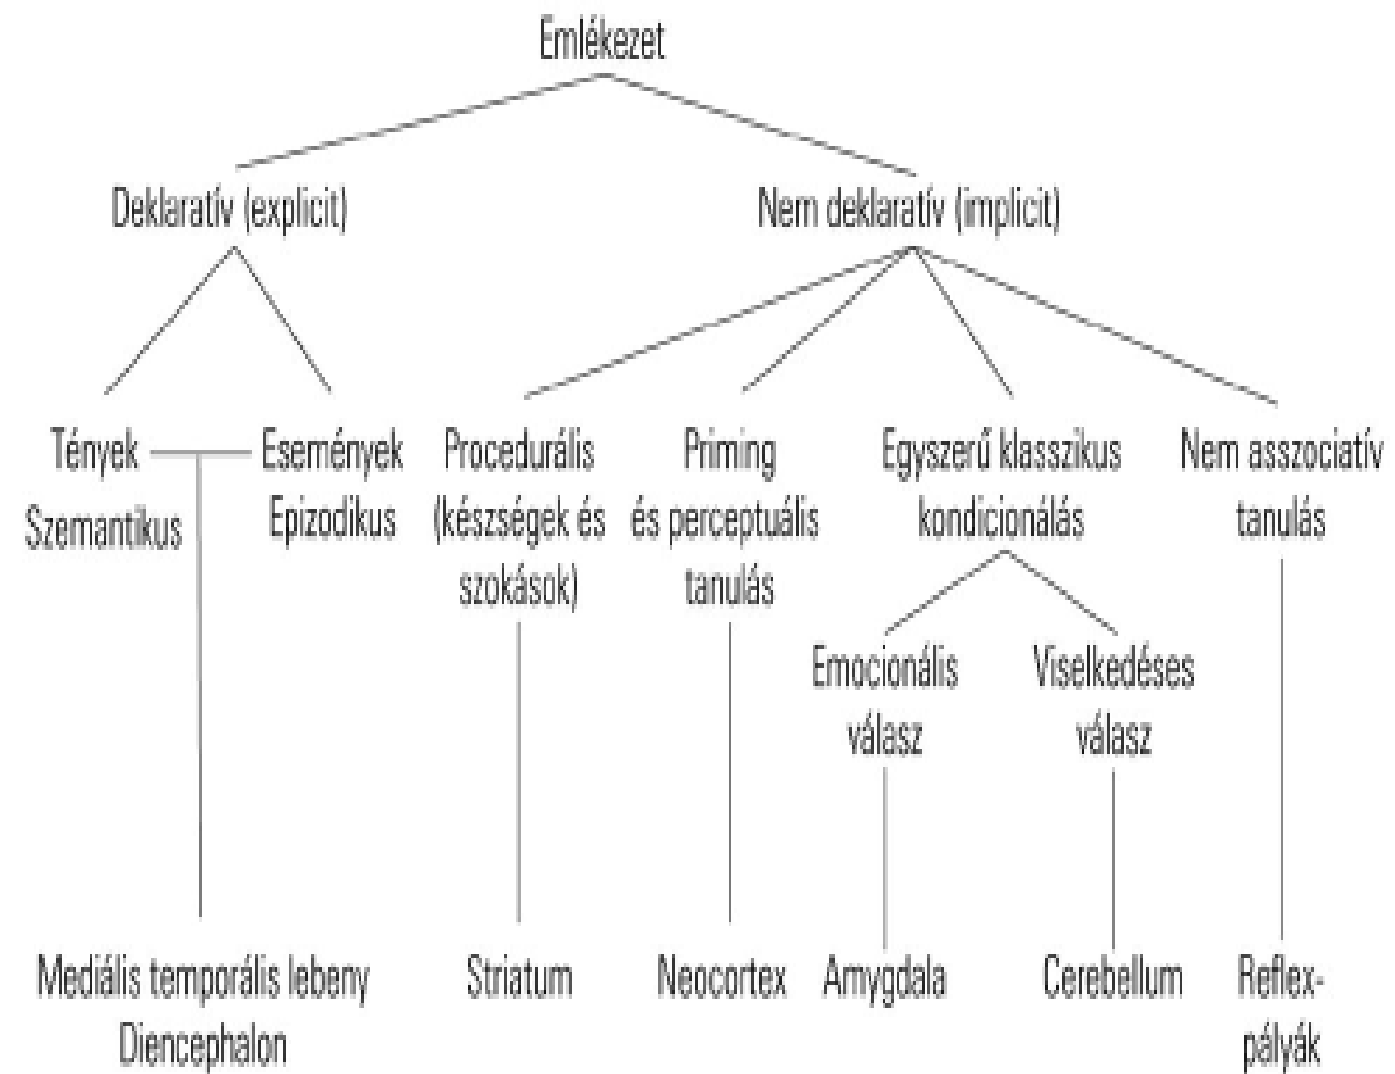 Emlékezet
Deklaratív (explicit)
Nem deklaratív (implicit)
Tények
Szemantikus
Események
Epizodikus
Procedurális
(készségek és
szokások)
Priming
és perceptuális
tanulás
Egyszerű klasszikus
kondicionálás
Nem asszociatív
tanulás
Emocionális
válasz
Viselkedéses
válasz
Mediális temporális lebeny
Diencephalon
Striatum
Neocortex
Amygdala
Cerebellum
Reflex-
pályák